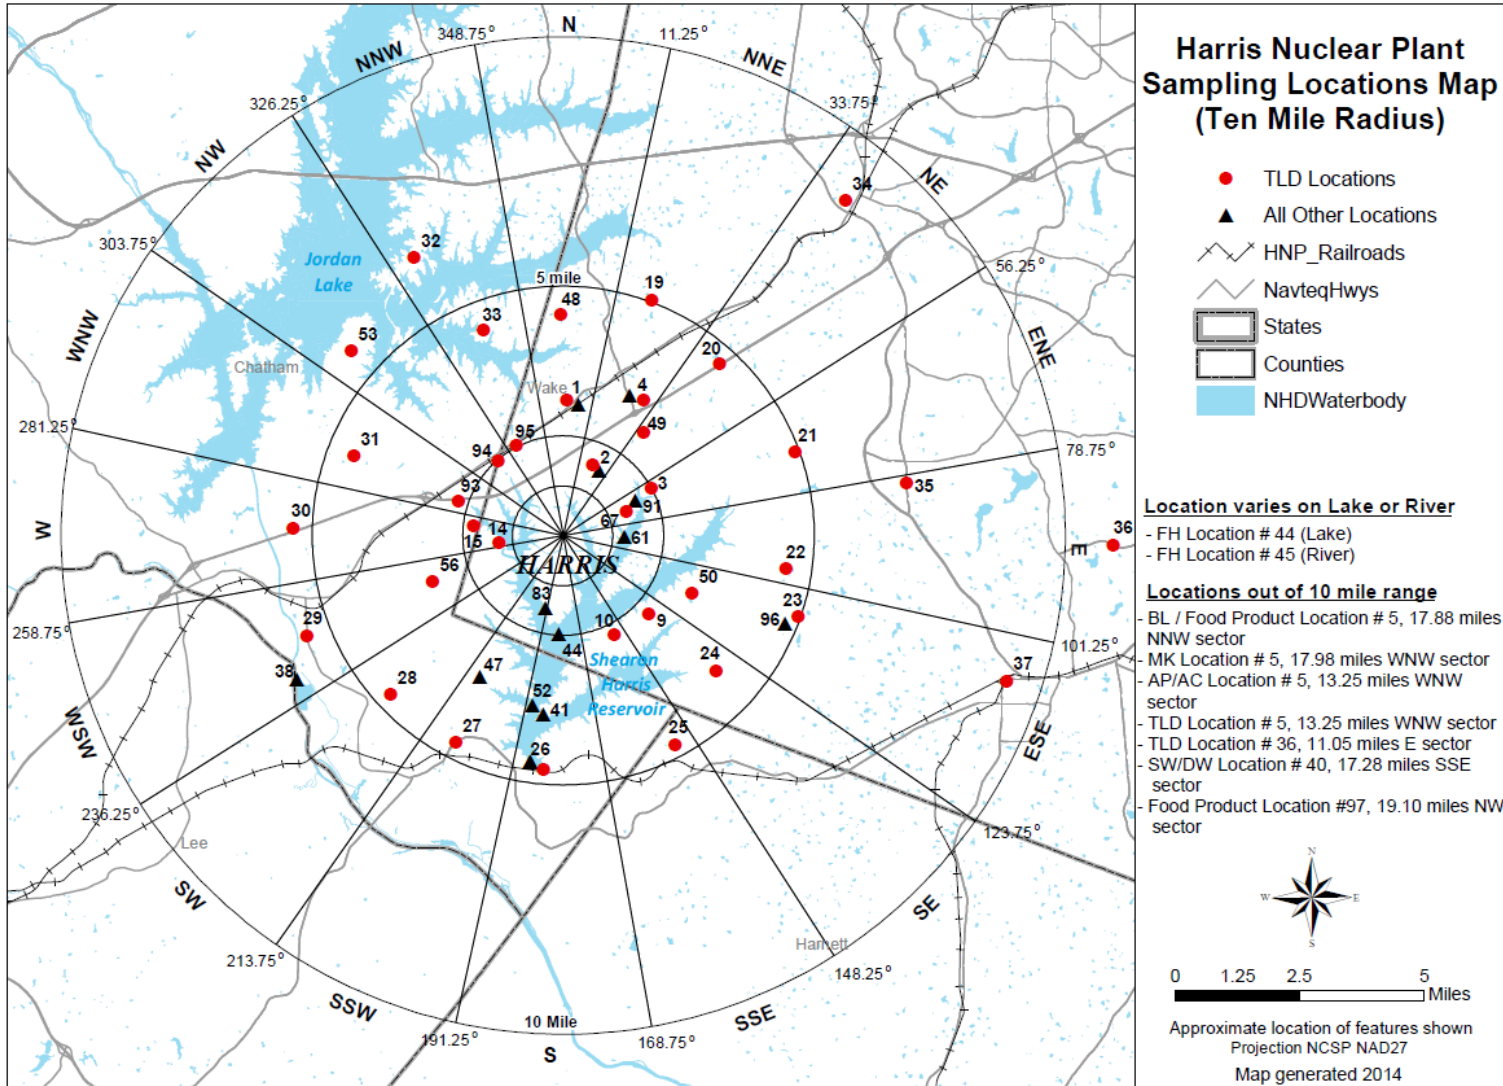 N
348.75°
11.25°
NNW
NNE
326.25°
33.75°
NW
NE
34
303.75°
32
Jordan
Lake
56.25°
5 mile
19
48
33
WNW
53
20
ENE
Chatham
Wake
1
4
281.25°
49
21
78.75°
31
95
94
2
3
35
93
91
30
67
36
W
14
15
61
E
HARRIS
22
56
50
83
23
258.75°
29
10
9
96
44
101.25°
38
47
Shearon
Harris
Reservoir
24
37
28
52
41
WSW
27
25
26
ESE
236.25°
123.75°
Lee
SW
SE
Harnett
213.75°
148.25°
SSW
10 Mile
SSE
191.25°
S
168.75°
Harris Nuclear Plant
Sampling Locations Map
(Ten Mile Radius)
TLD Locations
All Other Locations
HNP_Railroads
NavteqHwys
States
Counties
NHDWaterbody
Location varies on Lake or River
- FH Location # 44 (Lake)
- FH Location # 45 (River)
Locations out of 10 mile range
- BL / Food Product Location # 5, 17.88 miles
NNW sector
- MK Location # 5, 17.98 miles WNW sector
- AP/AC Location # 5, 13.25 miles WNW
sector
- TLD Location # 5, 13.25 miles WNW sector
- TLD Location # 36, 11.05 miles E sector
- SW/DW Location # 40, 17.28 miles SSE
sector
- Food Product Location #97, 19.10 miles NW
sector
N
W E
S
0 1.25 2.5 5
Miles
Approximate location of features shown
Projection NCSP NAD27
Map generated 2014